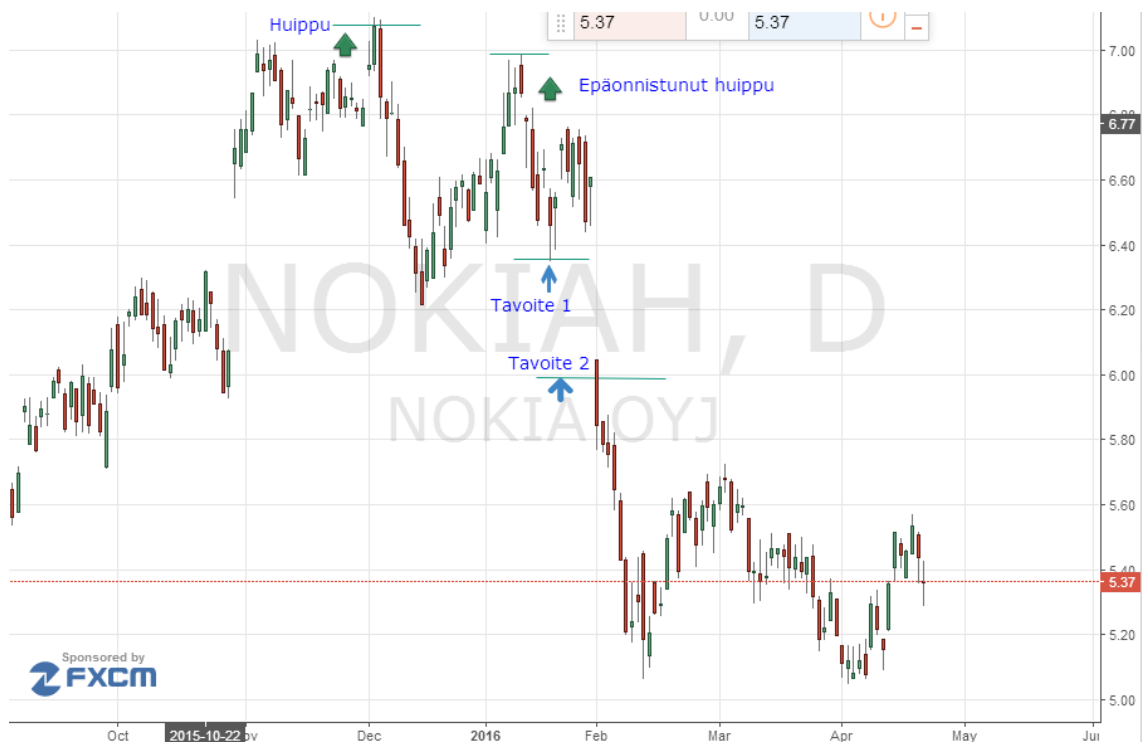 5.37
0.00
5.37
Huippu
Epäonnistunut huippu
7.00
6.77
6.60
6.40
6.20
6.00
5.80
5.60
5.40
5.37
5.20
5.00
NOKIAH, D
NOKIA OYJ
Tavoite 1
Tavoite 2
Sponsored by
FXCM
Oct
2015-10-22
Dec
2016
Feb
Mar
Apr
May